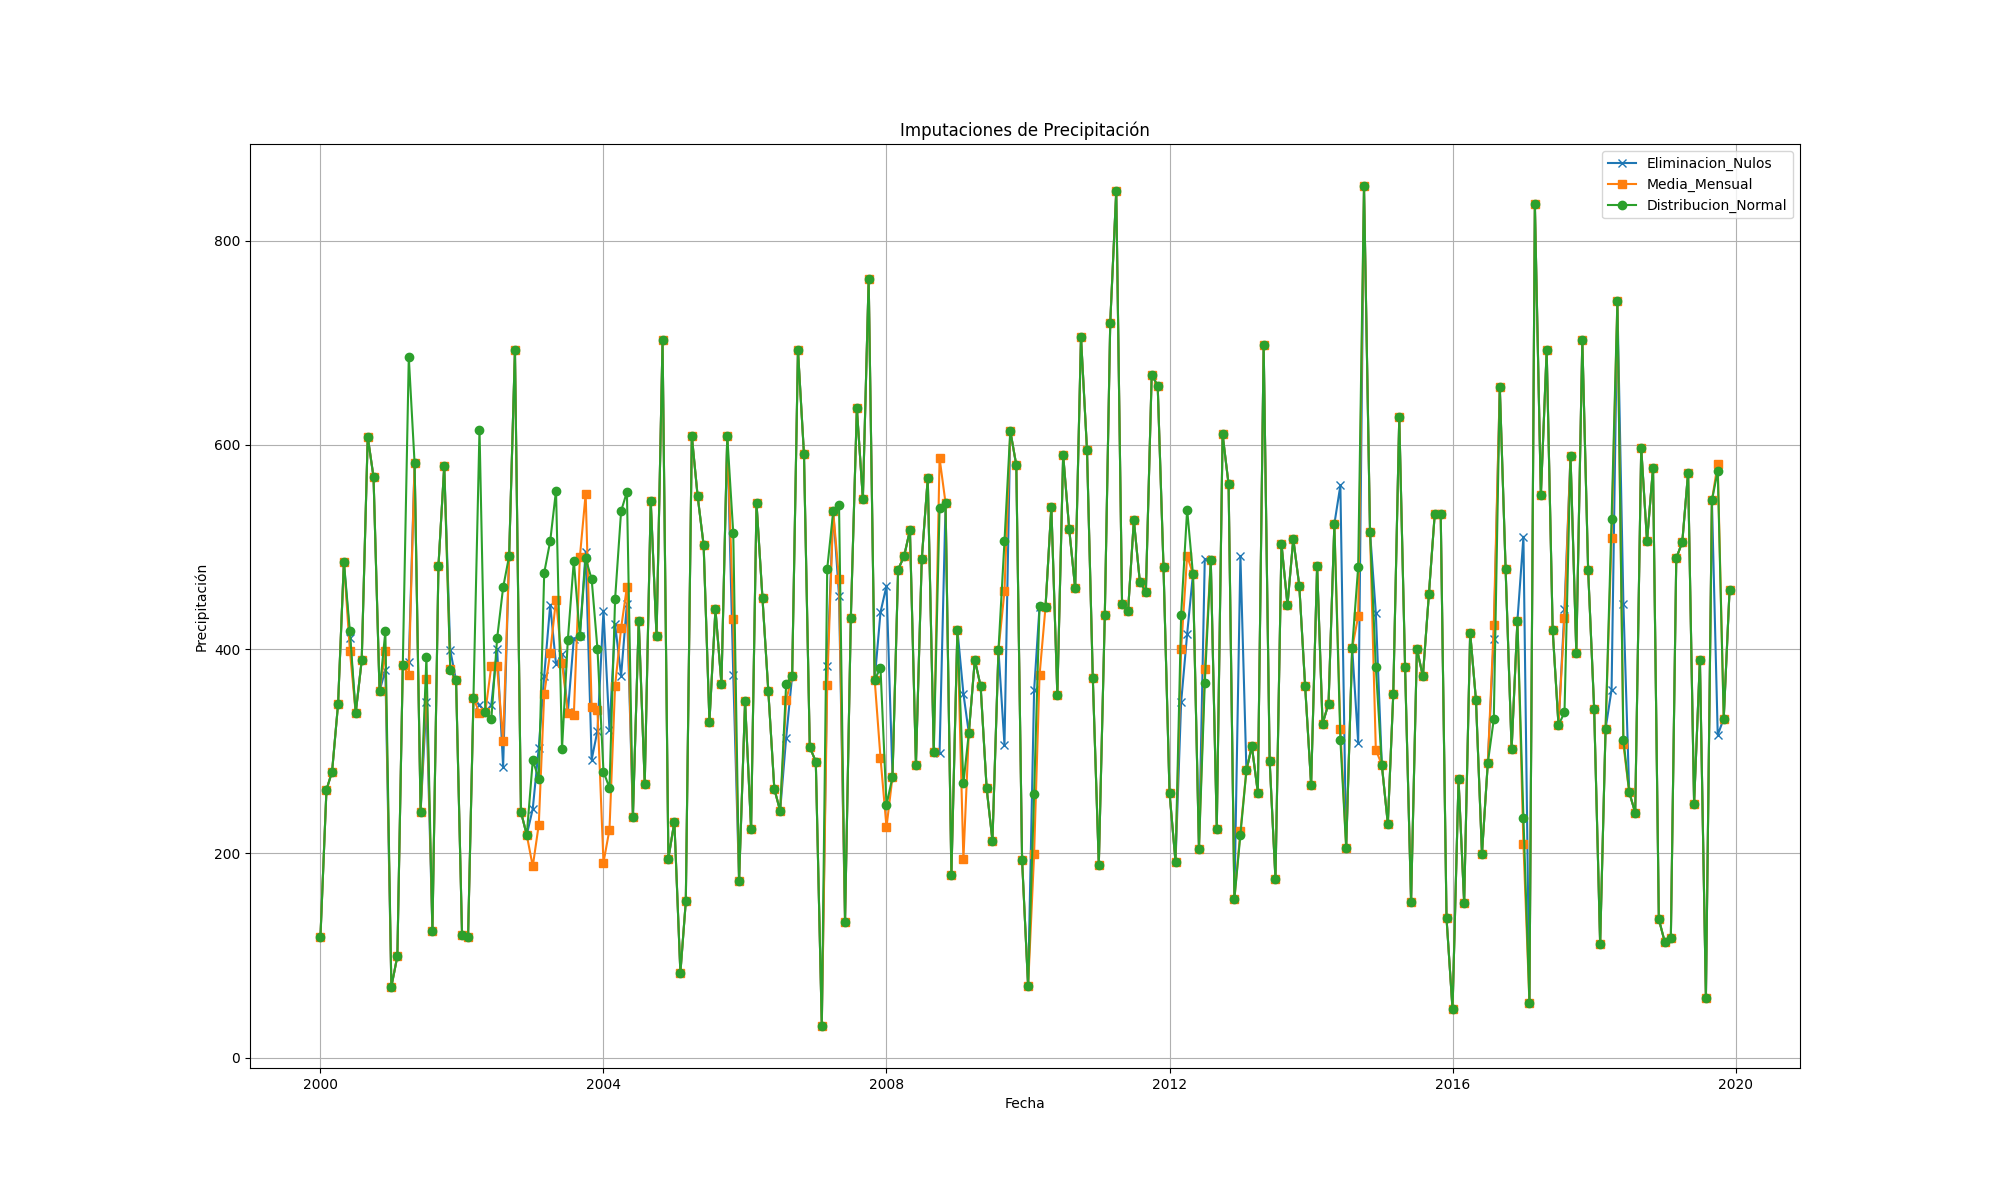 Imputaciones de Precipitación
Eliminacion_Nulos
Media_Mensual
Distribucion_Normal
800
600
400
200
0
Precipitación
2000
2004
2008
2012
2016
2020
Fecha